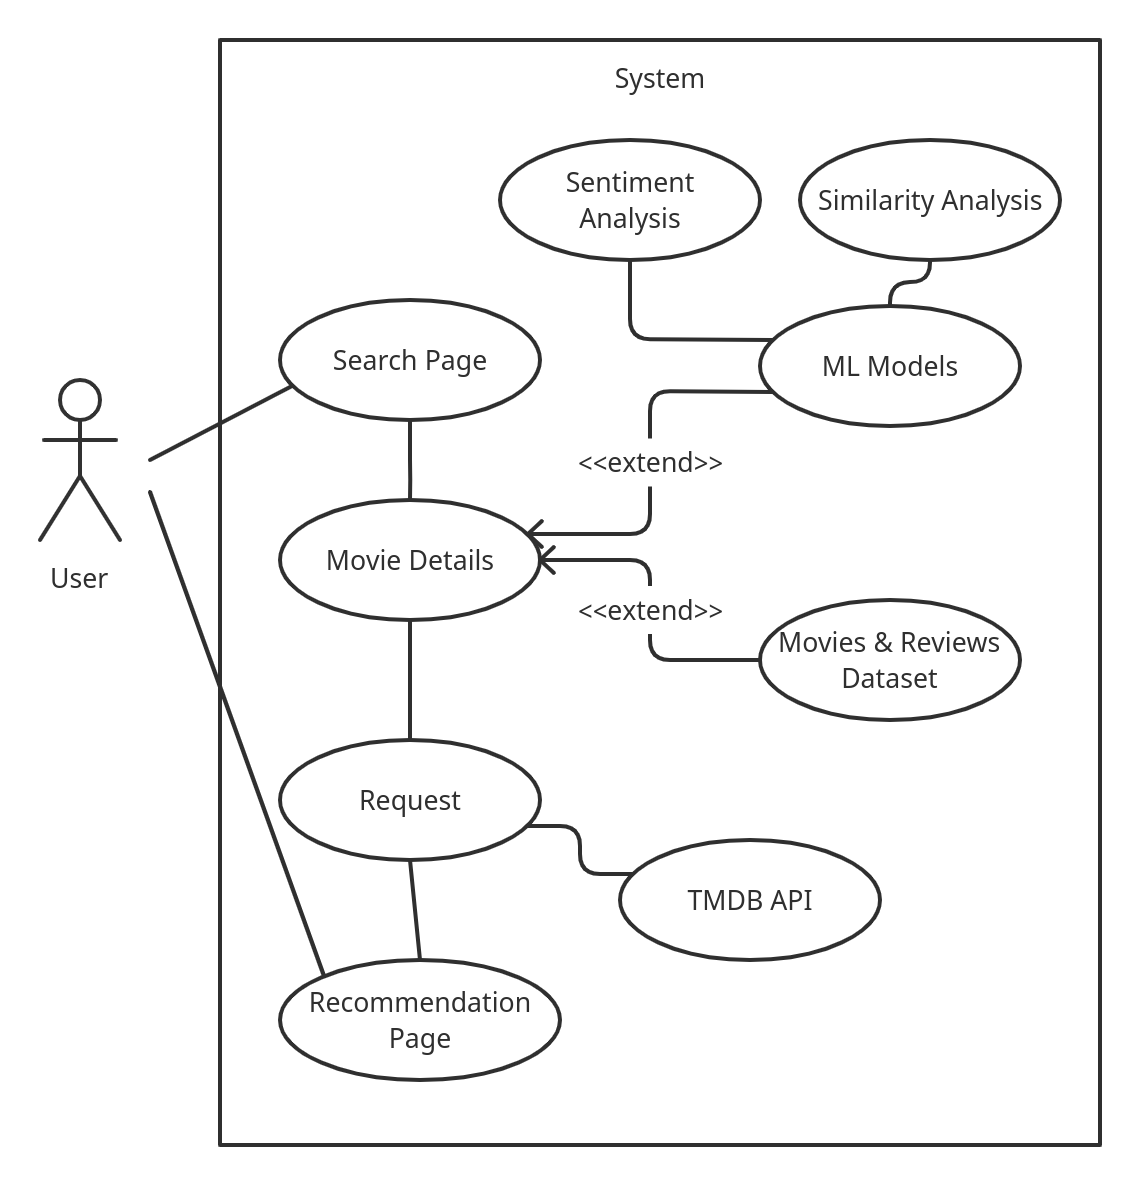 System
Sentiment
Analysis
Similarity Analysis
Search Page
ML Models
<<extend>>
Movie Details
User
<<extend>>
Movies & Reviews
Dataset
Request
TMDB API
Recommendation
Page